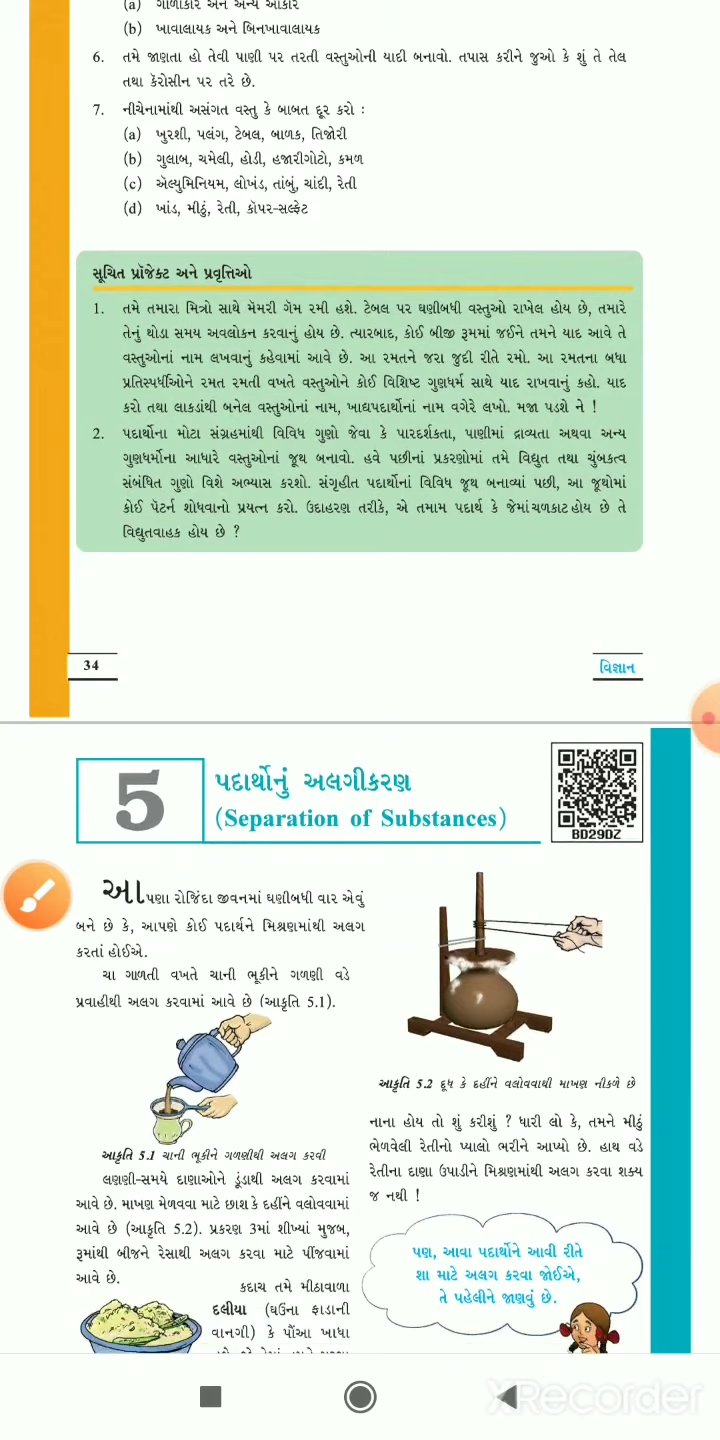 (a) ગોળાકાર અને અન્ય આકાર
(b) ખાવાલાયક અને બિનખાવાલાયક
6. તમે જાણતા હો તેવી પાણી પર તરતી વસ્તુઓની યાદી બનાવો. તપાસ કરીને જુઓ કે શું તે તેલ
તથા કૅરોસીન પર તરે છે.
7. નીચેનામાંથી અસંગત વસ્તુ કે બાબત દૂર કરો :
(a) ખુરશી, પલંગ, ટેબલ, બાળક, તિજોરી
(b) ગુલાબ, ચમેલી, હોડી, હજારીગોટો, કમળ
(c) ઍલ્યુમિનિયમ, લોખંડ, તાંબું, ચાંદી, રેતી
(d) ખાંડ, મીઠું, રેતી, કૉપર-સલ્ફેટ
સૂચિત પ્રૉજેક્ટ અને પ્રવૃત્તિઓ
1. તમે તમારા મિત્રો સાથે મૅમરી ગૅમ રમી હશે. ટેબલ પર ઘણીબધી વસ્તુઓ રાખેલ હોય છે, તમારે
તેનું થોડા સમય અવલોકન કરવાનું હોય છે. ત્યારબાદ, કોઈ બીજી રૂમમાં જઈને તમને યાદ આવે તે
વસ્તુઓનાં નામ લખવાનું કહેવામાં આવે છે. આ રમતને જરા જુદી રીતે રમો. આ રમતના બધા
પ્રતિસ્પર્ધીઓને રમત રમતી વખતે વસ્તુઓને કોઈ વિશિષ્ટ ગુણધર્મ સાથે યાદ રાખવાનું કહો. યાદ
કરો તથા લાકડાંથી બનેલ વસ્તુઓનાં નામ, ખાદ્યપદાર્થોનાં નામ વગેરે લખો. મજા પડશે ને !
2. પદાર્થોના મોટા સંગ્રહમાંથી વિવિધ ગુણો જેવા કે પારદર્શકતા, પાણીમાં દ્રાવ્યતા અથવા અન્ય
ગુણધર્મોના આધારે વસ્તુઓનાં જૂથ બનાવો. હવે પછીનાં પ્રકરણોમાં તમે વિદ્યુત તથા ચુંબકત્વ
સંબંધિત ગુણો વિશે અભ્યાસ કરશો. સંગૃહીત પદાર્થોનાં વિવિધ જૂથ બનાવ્યાં પછી, આ જૂથોમાં
કોઈ પૅટર્ન શોધવાનો પ્રયત્ન કરો. ઉદાહરણ તરીકે, એ તમામ પદાર્થ કે જેમાં ચળકાટ હોય છે તે
વિદ્યુતવાહક હોય છે ?
34
વિજ્ઞાન
5
પદાર્થોનું અલગીકરણ
(Separation of Substances)
BD29DZ
આપણા રોજિંદા જીવનમાં ઘણીબધી વાર એવું
બને છે કે, આપણે કોઈ પદાર્થને મિશ્રણમાંથી અલગ
કરતાં હોઈએ.
ચા ગાળતી વખતે ચાની ભૂકીને ગળણી વડે
પ્રવાહીથી અલગ કરવામાં આવે છે (આકૃતિ 5.1).
આકૃતિ 5.1 ચાની ભૂકીને ગળણીથી અલગ કરવી
લણણી-સમયે દાણાઓને ડૂંડાથી અલગ કરવામાં
આવે છે. માખણ મેળવવા માટે છાશ કે દહીંને વલોવવામાં
આવે છે (આકૃતિ 5.2). પ્રકરણ 3માં શીખ્યાં મુજબ,
રૂમાંથી બીજને રેસાથી અલગ કરવા માટે પીંજવામાં
આવે છે.
કદાચ તમે મીઠાવાળા
દલીયા (ઘઉંના ફાડાની
વાનગી) કે પૌંઆ ખાધા
આકૃતિ 5.2 દૂધ કે દહીંને વલોવવાથી માખણ નીકળે છે
નાના હોય તો શું કરીશું ? ધારી લો કે, તમને મીઠું
ભેળવેલી રેતીનો પ્યાલો ભરીને આપ્યો છે. હાથ વડે
રેતીના દાણા ઉપાડીને મિશ્રણમાંથી અલગ કરવા શક્ય
જ નથી !
પણ, આવા પદાર્થોને આવી રીતે
શા માટે અલગ કરવા જોઈએ,
તે પહેલીને જાણવું છે.
XRecorder